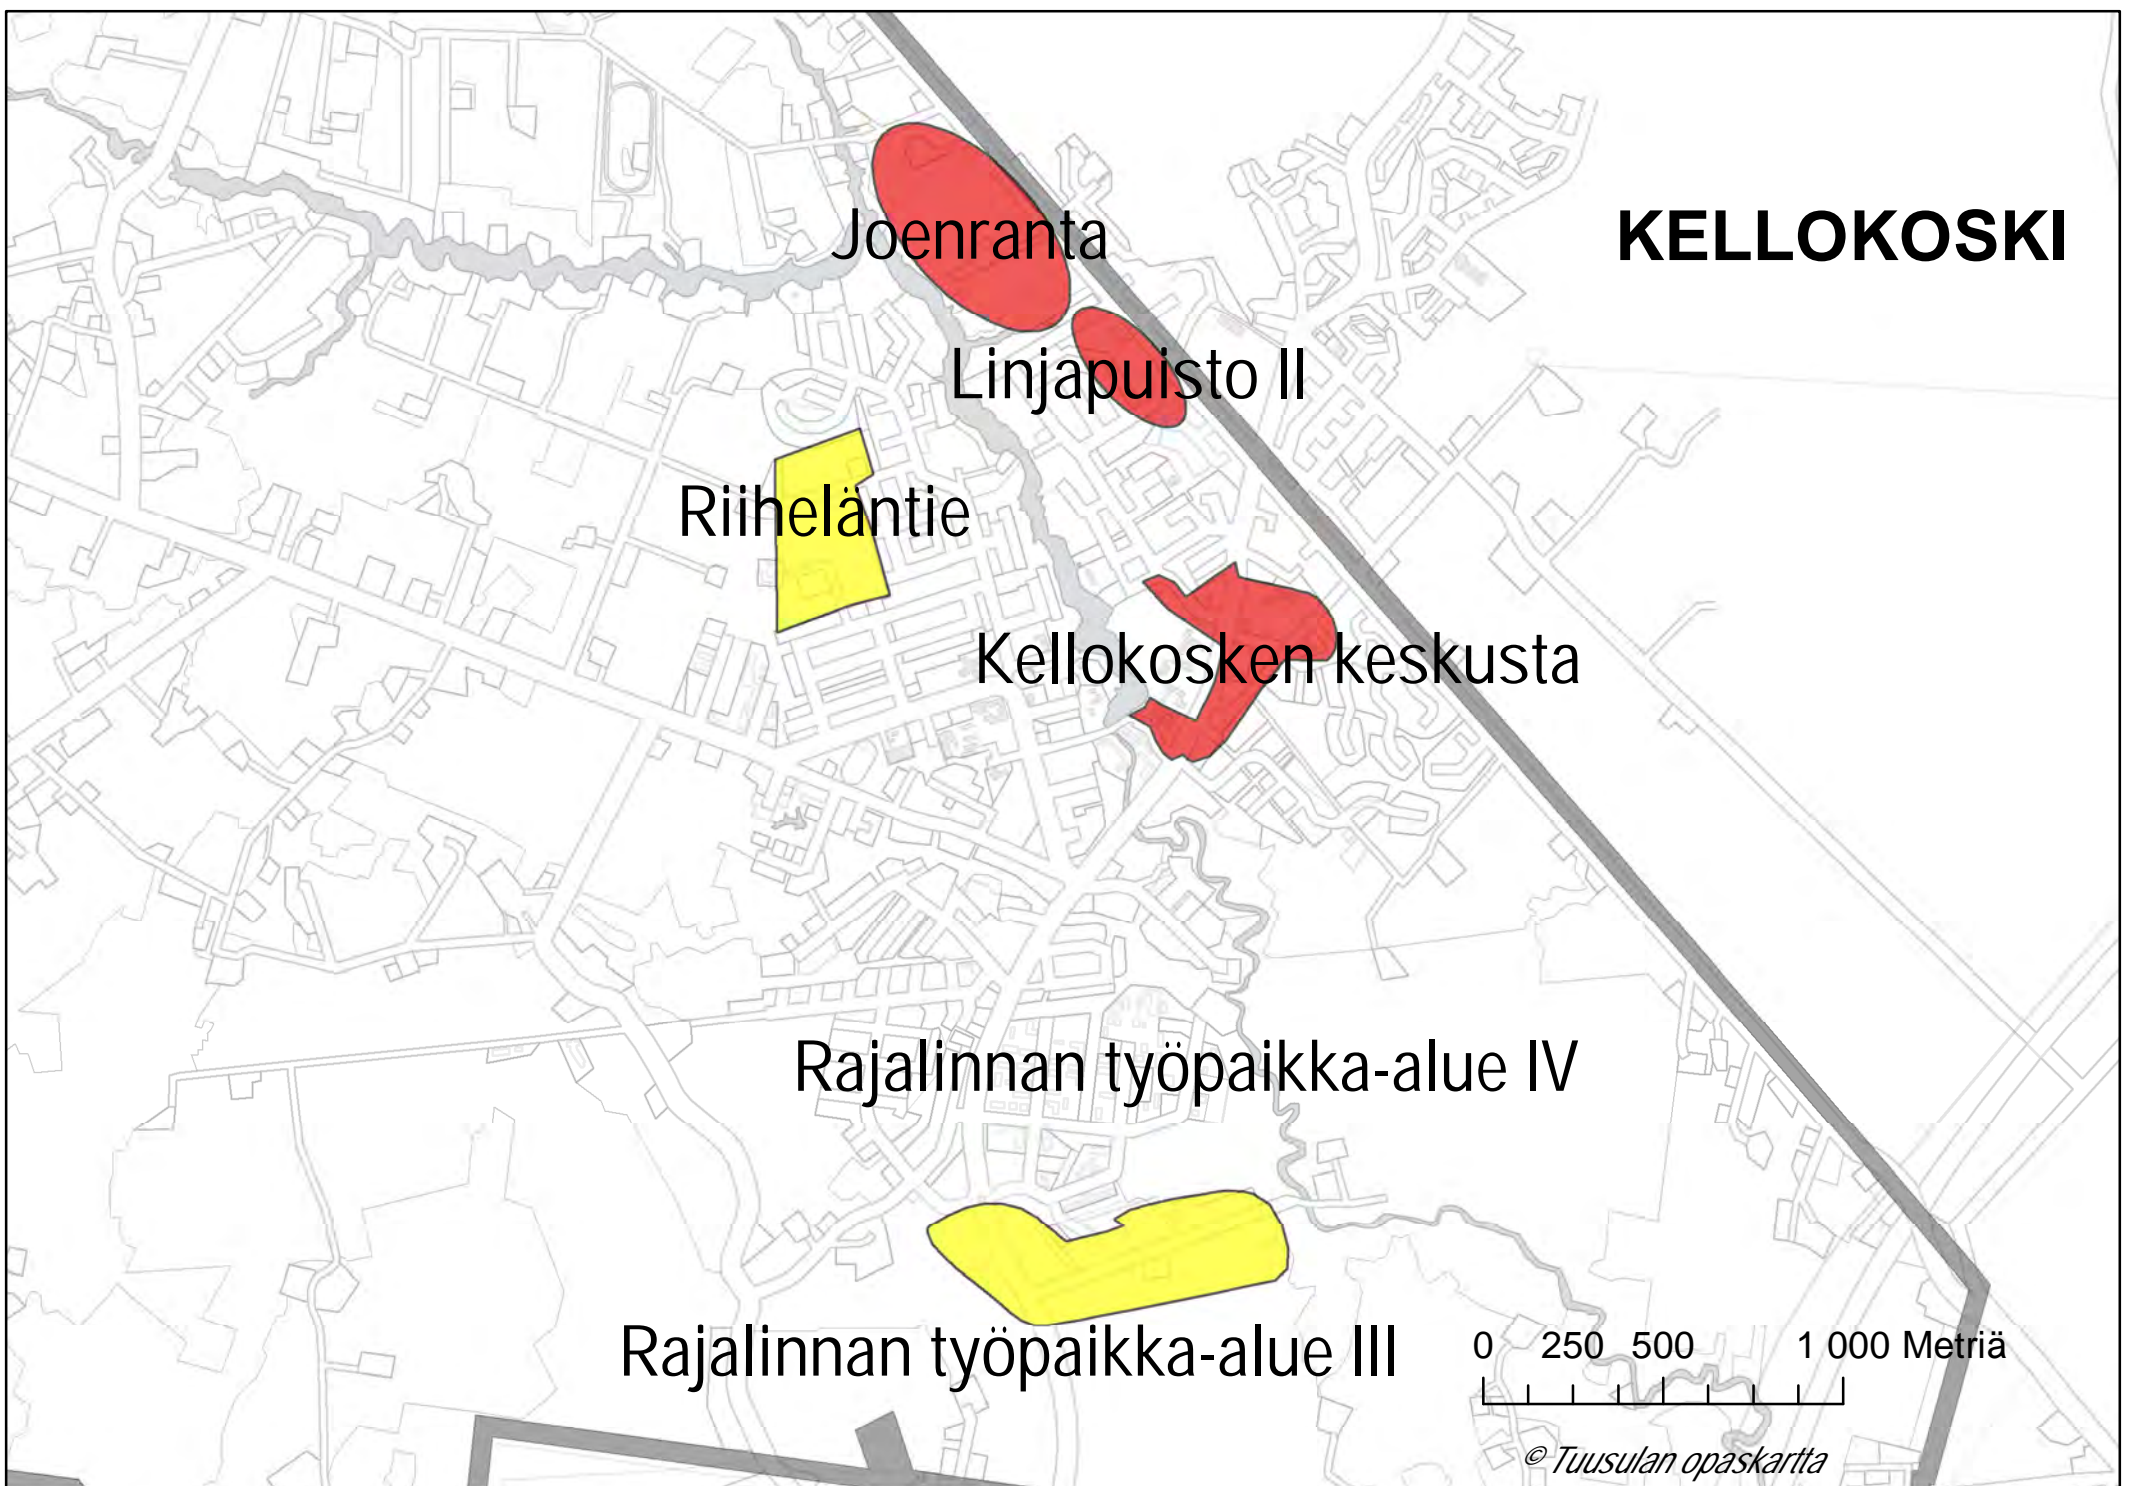 KELLOKOSKI
Joenranta
Linjapuisto II
Riiheläntie
Kellokosken keskusta
Rajalinnan työpaikka-alue IV
Rajalinnan työpaikka-alue III
0 250 500 1 000 Metriä
© Tuusulan opaskartta